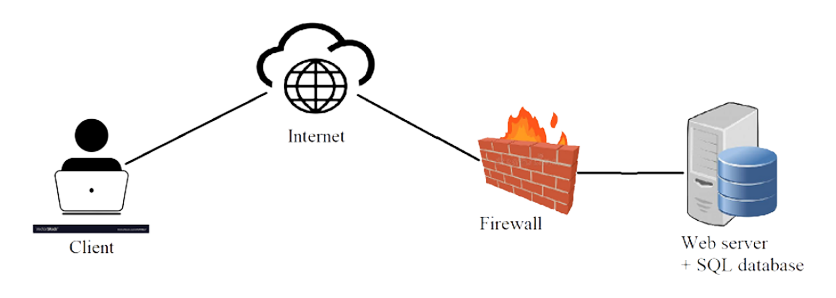 Internet
Firewall
Client
Web server
+ SQL database